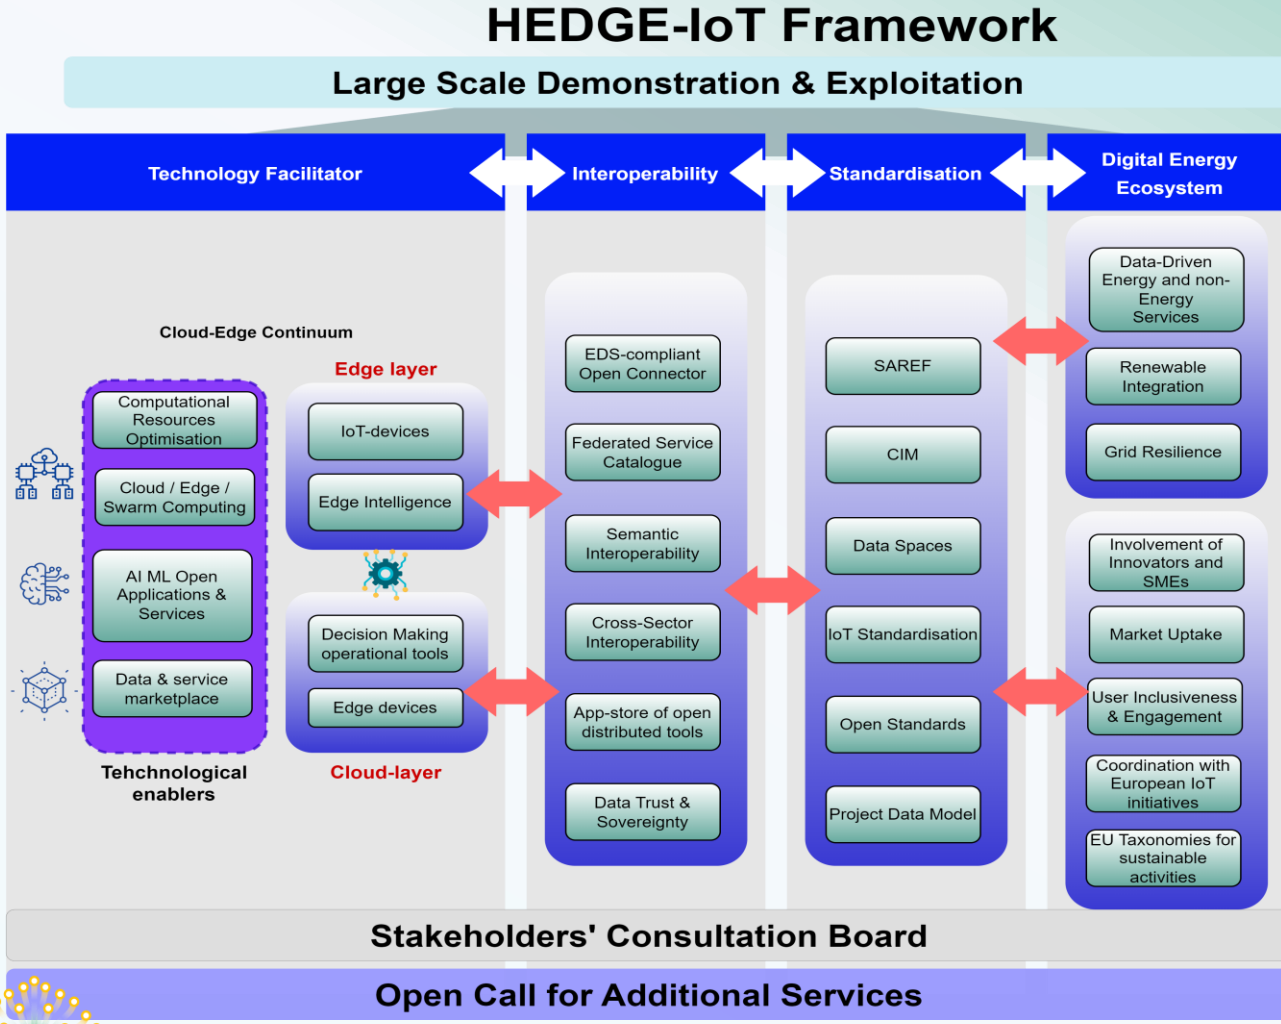 HEDGE-IoT Framework
Large Scale Demonstration & Exploitation
Technology Facilitator
Interoperability
Standardisation
Digital Energy
Ecosystem
Cloud-Edge Continuum
Computational
Resources
Optimisation
Cloud / Edge /
Swarm Computing
AI ML Open
Applications &
Services
Data & service
marketplace
Tehchnological
enablers
Edge layer
IoT-devices
Edge Intelligence
Decision Making
operational tools
Edge devices
Cloud-layer
EDS-compliant
Open Connector
Federated Service
Catalogue
Semantic
Interoperability
Cross-Sector
Interoperability
App-store of open
distributed tools
Data Trust &
Sovereignty
SAREF
CIM
Data Spaces
IoT Standardisation
Open Standards
Project Data Model
Data-Driven
Energy and non-
Energy
Services
Renewable
Integration
Grid Resilience
Involvement of
Innovators and
SMEs
Market Uptake
User Inclusiveness
& Engagement
Coordination with
European IoT
initiatives
EU Taxonomies for
sustainable
activities
Stakeholders' Consultation Board
Open Call for Additional Services